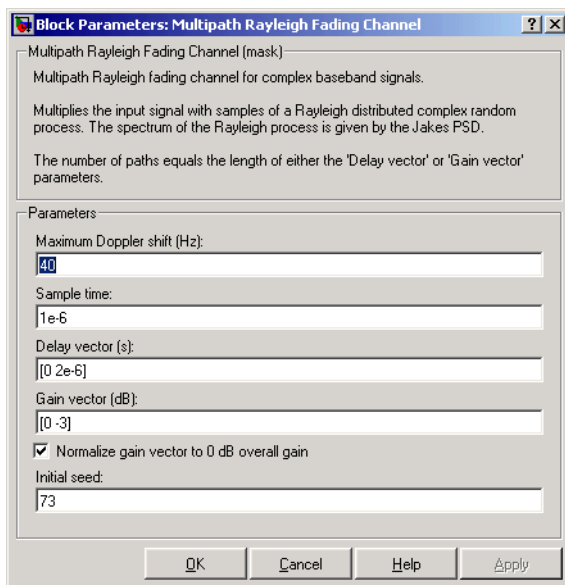 Block Parameters: Multipath Rayleigh Fading Channel
Multipath Rayleigh Fading Channel (mask)
Multipath Rayleigh fading channel for complex baseband signals.
Multiplies the input signal with samples of a Rayleigh distributed complex random
process. The spectrum of the Rayleigh process is given by the Jakes PSD.
The number of paths equals the length of either the 'Delay vector' or 'Gain vector'
parameters.
Parameters
Maximum Doppler shift (Hz):
40
Sample time:
1e-6
Delay vector (s):
[0 2e-6]
Gain vector (dB):
[0 -3]
Normalize gain vector to 0 dB overall gain
Initial seed:
73
OK Cancel Help Apply